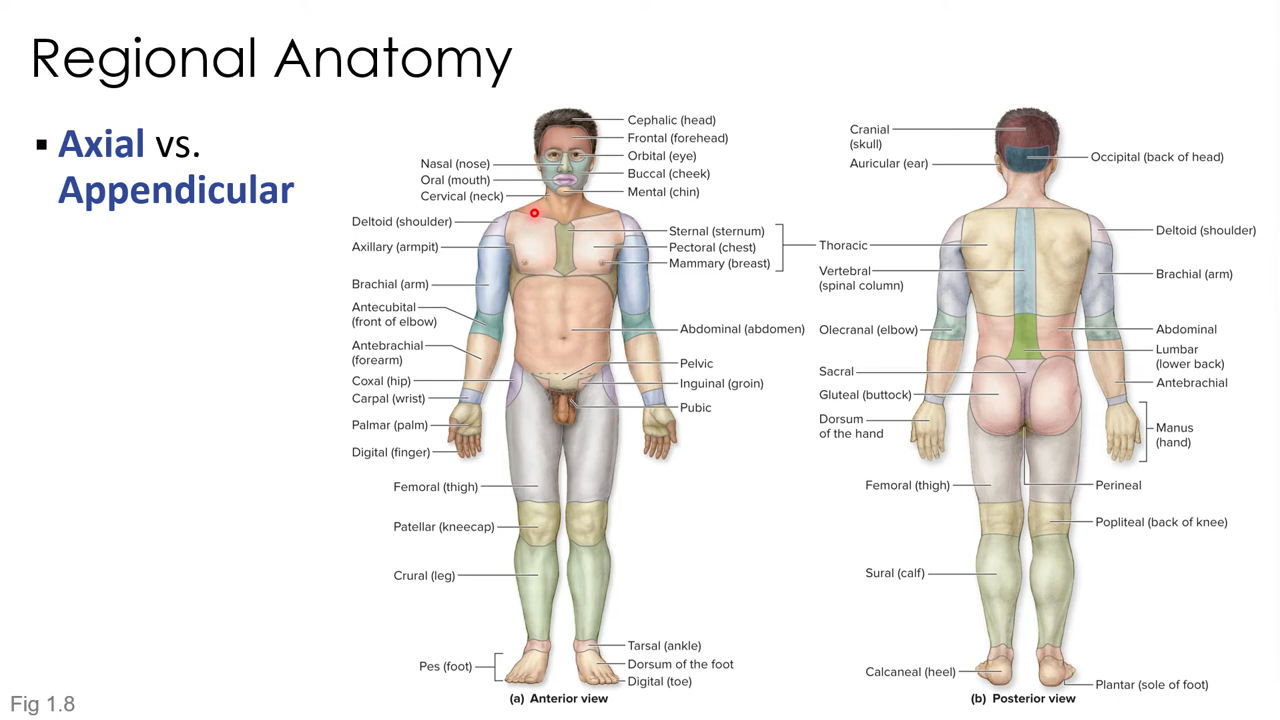 Regional Anatomy
▪ Axial vs.
Appendicular
Cephalic (head)
Frontal (forehead)
Orbital (eye)
Buccal (cheek)
Mental (chin)
Nasal (nose)
Oral (mouth)
Cervical (neck)
Deltoid (shoulder)
Axillary (armpit)
Brachial (arm)
Antecubital
(front of elbow)
Antebrachial
(forearm)
Coxal (hip)
Carpal (wrist)
Palmar (palm)
Digital (finger)
Femoral (thigh)
Patellar (kneecap)
Crural (leg)
Pes (foot)
Sternal (sternum)
Pectoral (chest)
Mammary (breast)
Thoracic
Abdominal (abdomen)
Pelvic
Inguinal (groin)
Pubic
Tarsal (ankle)
Dorsum of the foot
Digital (toe)
(a) Anterior view
Cranial
(skull)
Auricular (ear)
Vertebral
(spinal column)
Olecranal (elbow)
Sacral
Gluteal (buttock)
Dorsum
of the hand
Femoral (thigh)
Sural (calf)
Calcaneal (heel)
Occipital (back of head)
Deltoid (shoulder)
Brachial (arm)
Abdominal
Lumbar
(lower back)
Antebrachial
Manus
(hand)
Perineal
Popliteal (back of knee)
Plantar (sole of foot)
(b) Posterior view
Fig 1.8